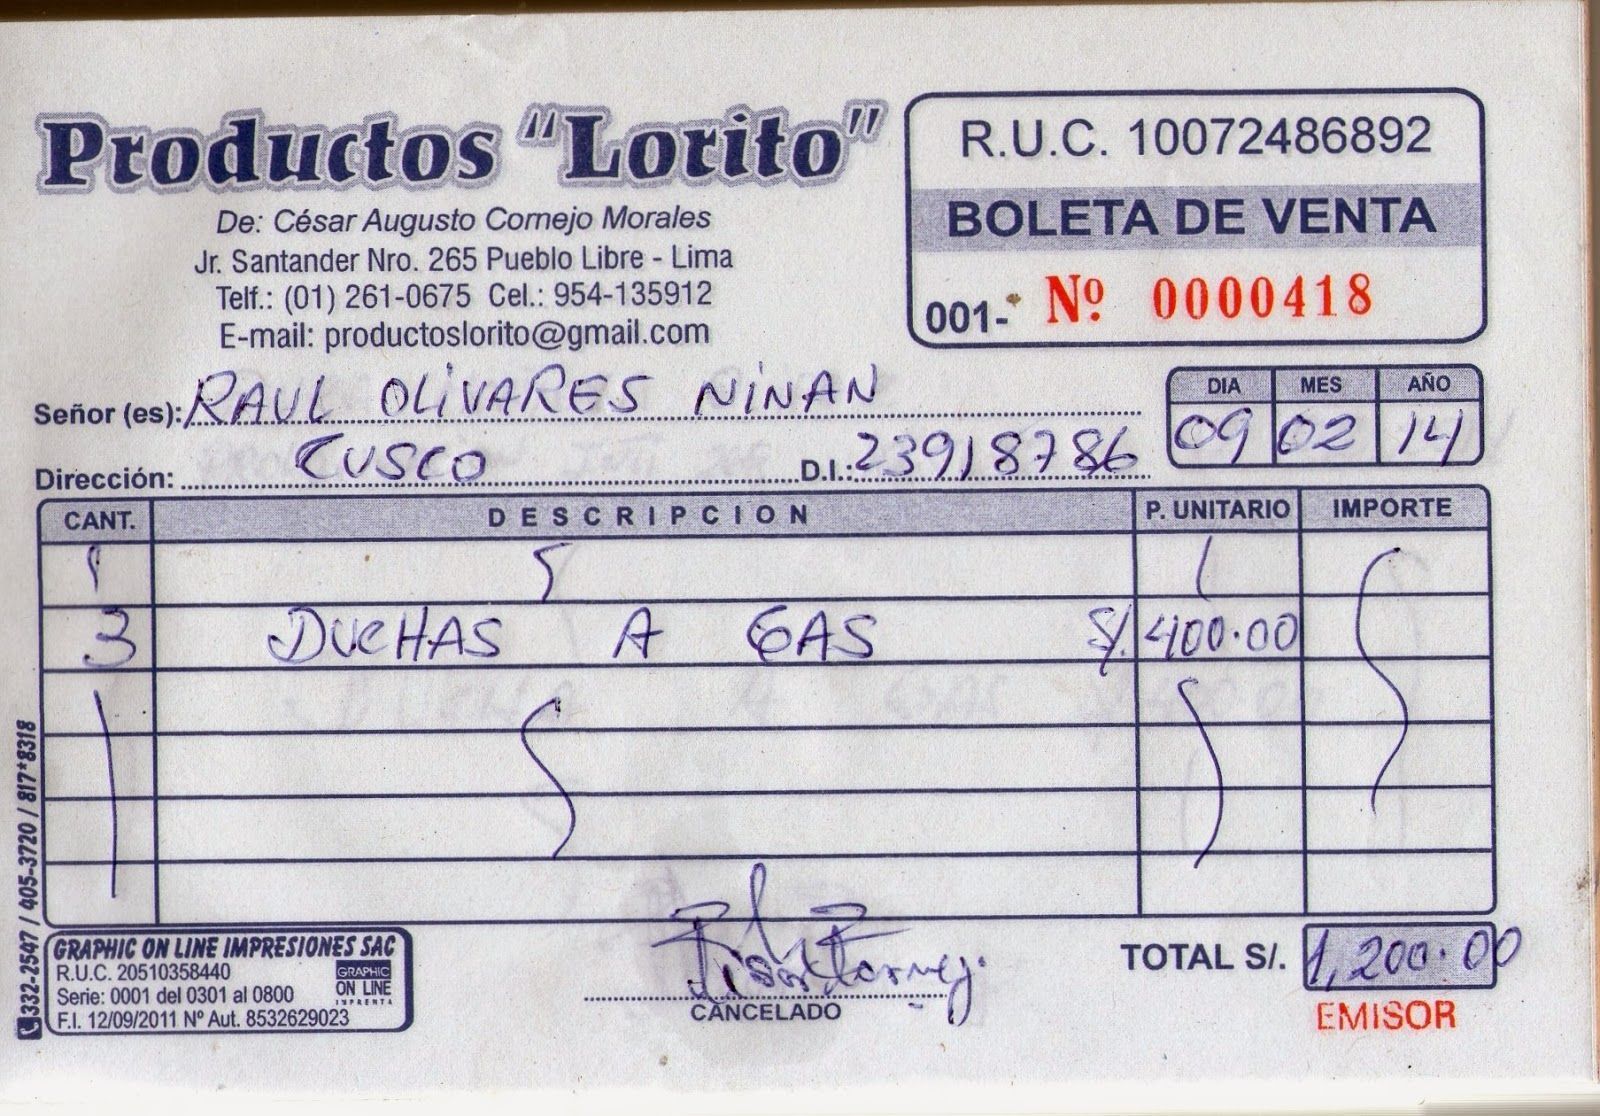 Productos "Lorito"
De: César Augusto Cornejo Morales
Jr. Santander Nro. 265 Pueblo Libre - Lima
Telf.: (01) 261-0675 Cel.: 954-135912
E-mail: productoslorito@gmail.com
R.U.C. 10072486892
BOLETA DE VENTA
001- Nº 0000418
Señor (es): RAUL OLIVARES NINAN
Dirección: CUSCO D.I.: 23918786
DIA MES AÑO
09 02 14
CANT. DESCRIPCION P. UNITARIO IMPORTE
3 DUCHAS A GAS S/. 400.00
CANCELADO
TOTAL S/. 1,200.00
EMISOR
GRAPHIC ON LINE IMPRESIONES SAC
R.U.C. 20510358440
Serie: 0001 del 0301 al 0800
F.I. 12/09/2011 Nº Aut. 8532629023
GRAPHIC
ON LINE
IMPRENTA
332-2547 / 405-3720 / 817*8318